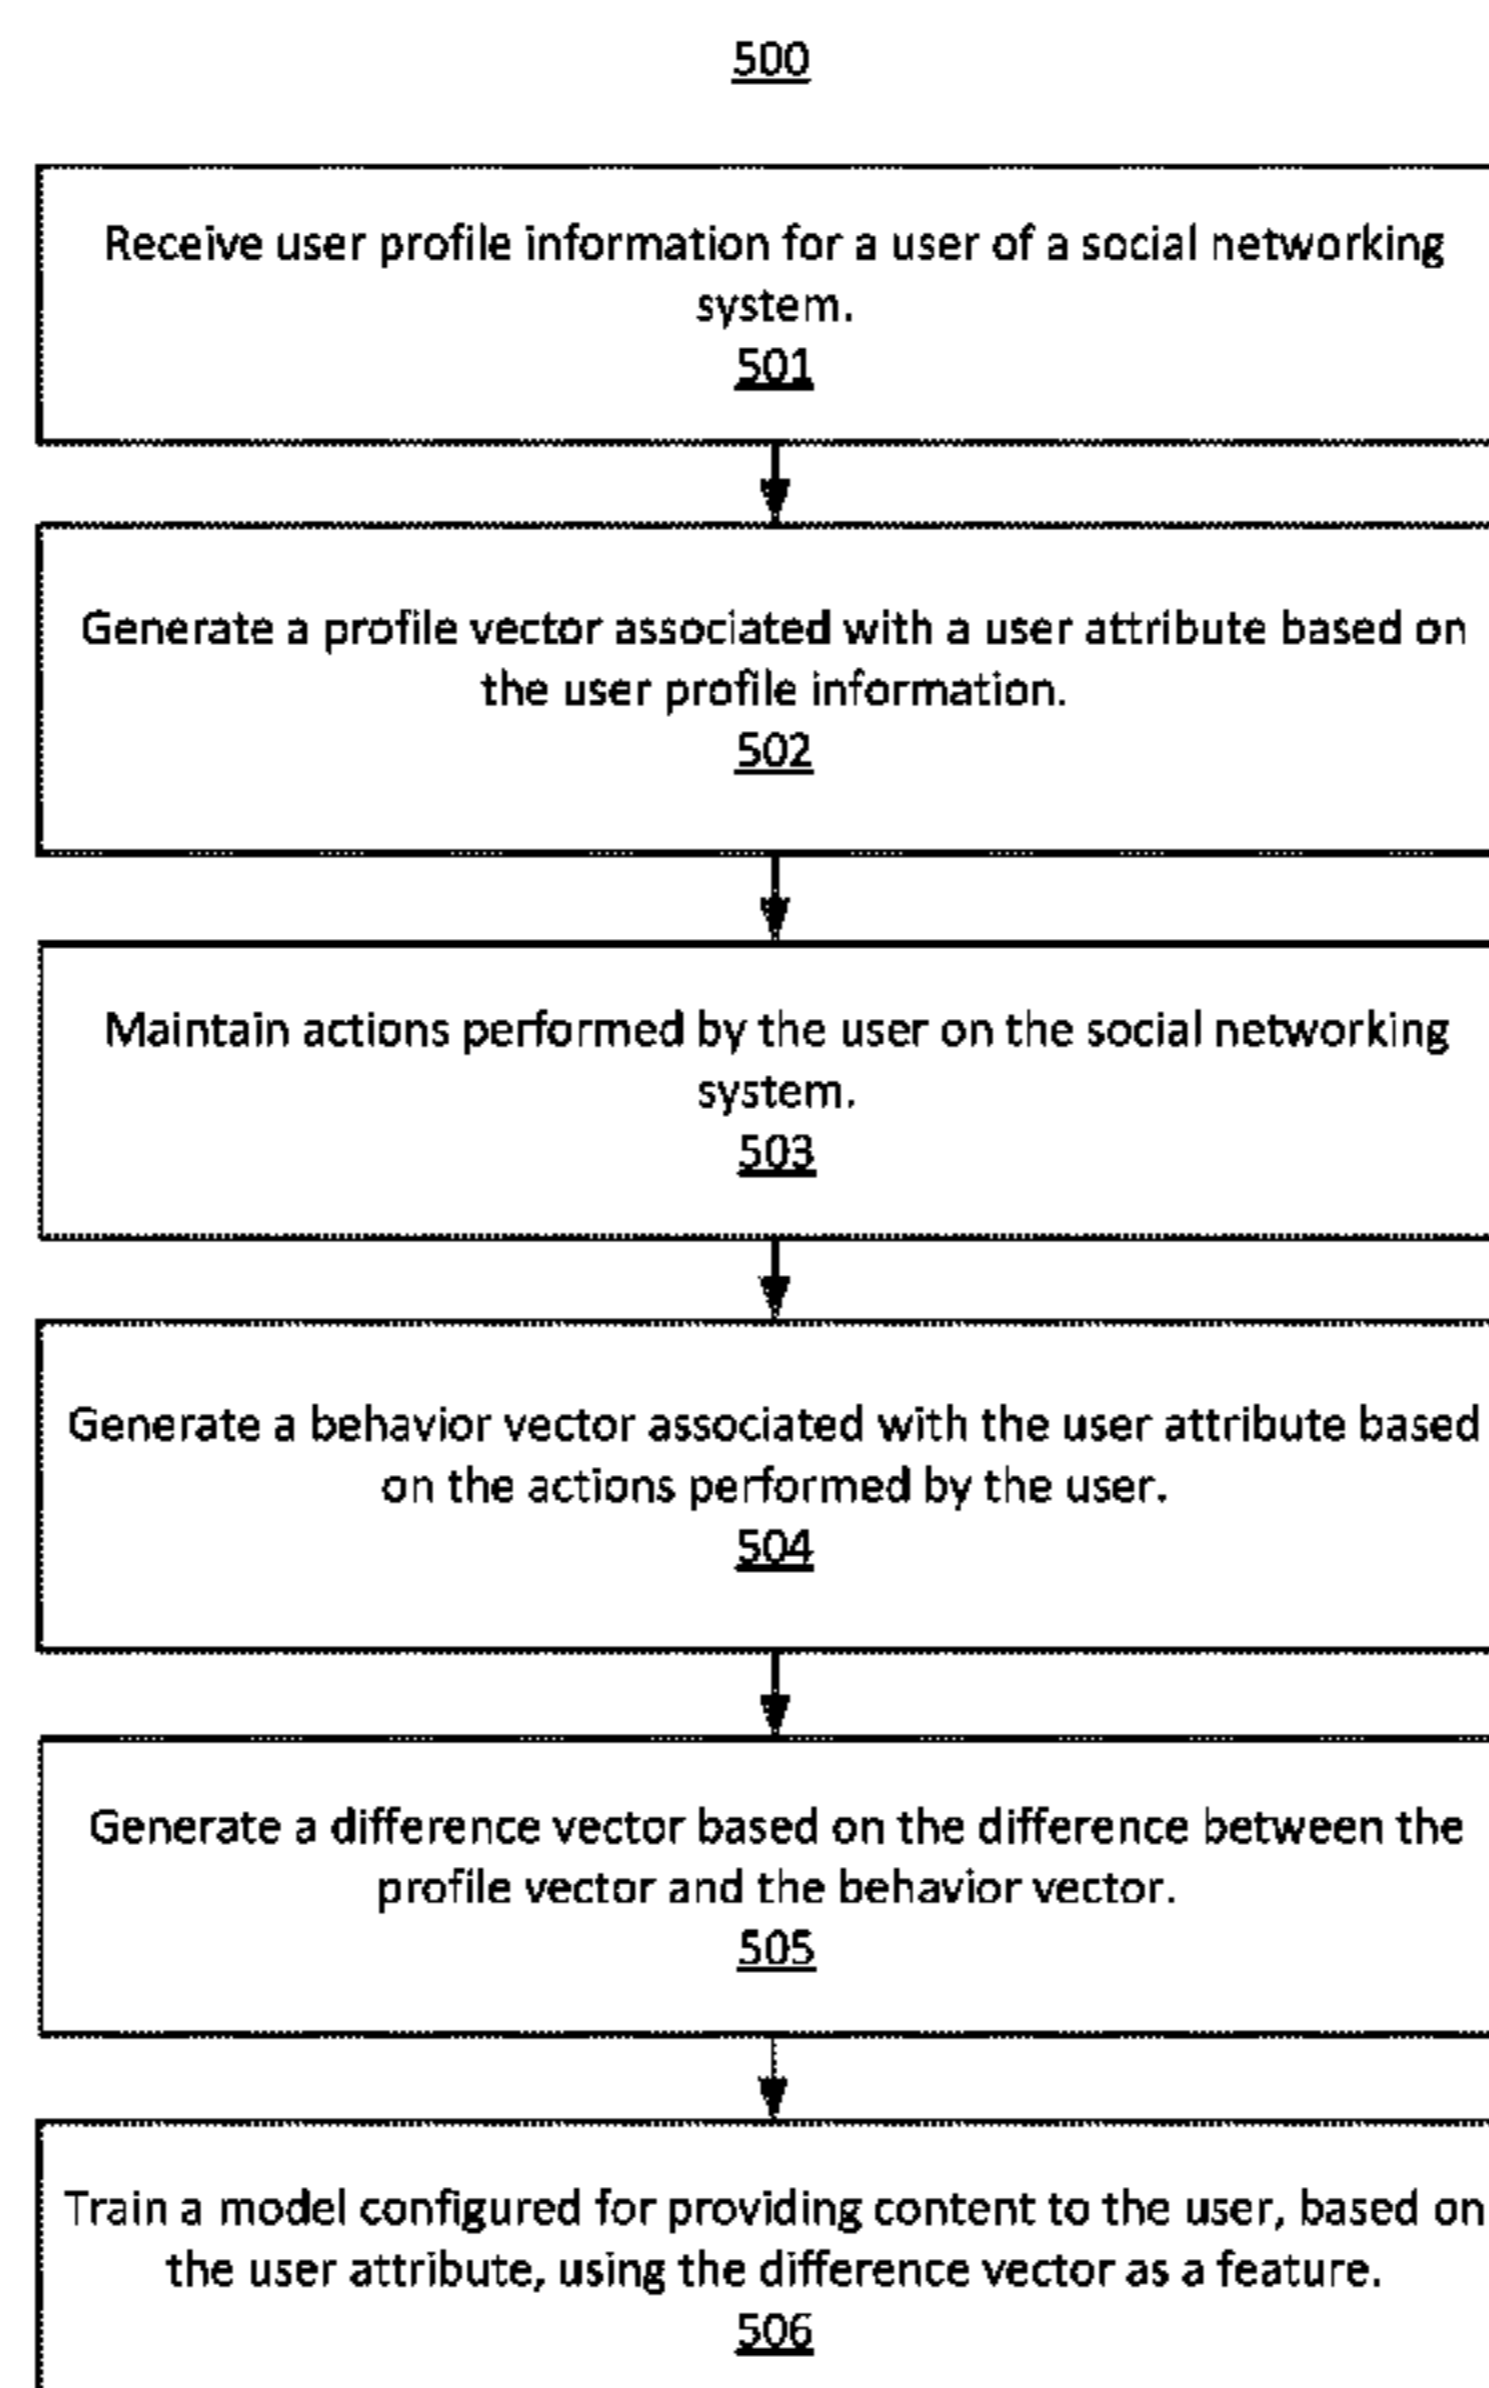 500
Receive user profile information for a user of a social networking
system.
501
Generate a profile vector associated with a user attribute based on
the user profile information.
502
Maintain actions performed by the user on the social networking
system.
503
Generate a behavior vector associated with the user attribute based
on the actions performed by the user.
504
Generate a difference vector based on the difference between the
profile vector and the behavior vector.
505
Train a model configured for providing content to the user, based on
the user attribute, using the difference vector as a feature.
506